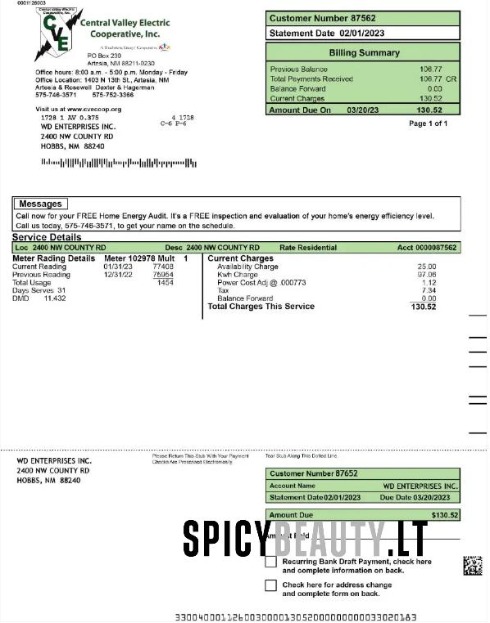 0001126003
Central Valley Electric
Cooperative, Inc.
PO Box 230
Artesia, NM 88211-0230
Office hours: 8:00 a.m. - 5:00 p.m. Monday - Friday
Office Location: 1403 N 13th St., Artesia, NM
Artesia & Roswell Dexter & Hagerman
575-746-3571 575-752-3366
Visit us at www.cvecoop.org
1728 1 AV 0.375 4 1718
WD ENTERPRISES INC. C-6 P-6
2400 NW COUNTY RD
HOBBS, NM 88240
Customer Number 87562
Statement Date 02/01/2023
Billing Summary
Previous Balance 106.77
Total Payments Received 106.77 CR
Balance Forward 0.00
Current Charges 130.52
Amount Due On 03/20/23 130.52
Page 1 of 1
Messages
Call now for your FREE Home Energy Audit. It's a FREE inspection and evaluation of your home's energy efficiency level.
Call us today, 575-746-3571, to get your name on the schedule.
Service Details
Loc 2400 NW COUNTY RD Desc 2400 NW COUNTY RD Rate Residential Acct 0000087562
Meter Rading Details Meter 102978 Mult 1
Current Reading 01/31/23 77408
Previous Reading 12/31/22 75954
Total Usage 1454
Days Serves 31
DMD 11.432
Current Charges
Availability Charge 25.00
Kwh Charge 97.06
Power Cost Adj @ .000773 1.12
Tax 7.34
Balance Forward 0.00
Total Charges This Service 130.52
WD ENTERPRISES INC.
2400 NW COUNTY RD
HOBBS, NM 88240
Please Return This Stub With Your Payment
Checks Are Processed Electronically
Tear Stub Along This Dotted Line
Customer Number 87652
Account Name WD ENTERPRISES INC.
Statement Date 02/01/2023 Due Date 03/20/2023
Amount Due $130.52
SPICYBEAUTY.LT
Recurring Bank Draft Payment, check here
and complete information on back.
Check here for address change
and complete form on back.